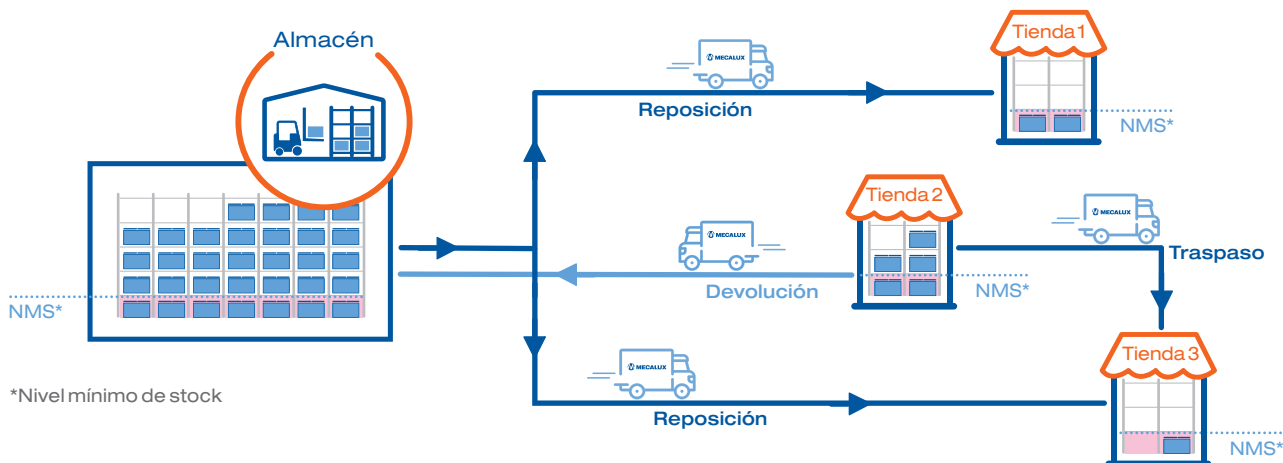 Almacén
MECALUX
Reposición
Tienda 1
NMS*
MECALUX
Devolución
Tienda 2
NMS*
MECALUX
Traspaso
NMS*
*Nivel mínimo de stock
MECALUX
Reposición
Tienda 3
NMS*